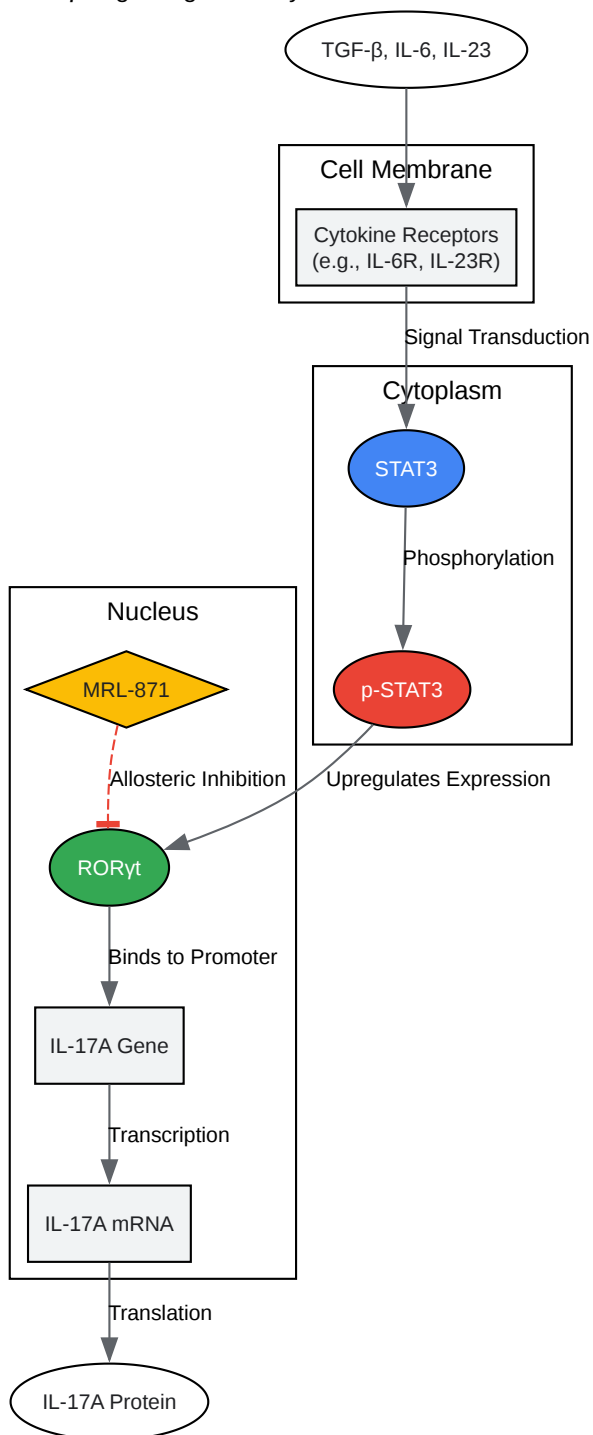 TGF-β, IL-6, IL-23
Cell Membrane
Cytokine Receptors
(e.g., IL-6R, IL-23R)
Signal Transduction
Cytoplasm
STAT3
Phosphorylation
Nucleus
MRL-871
p-STAT3
Allosteric Inhibition
Upregulates Expression
RORγt
Binds to Promoter
IL-17A Gene
Transcription
IL-17A mRNA
Translation
IL-17A Protein